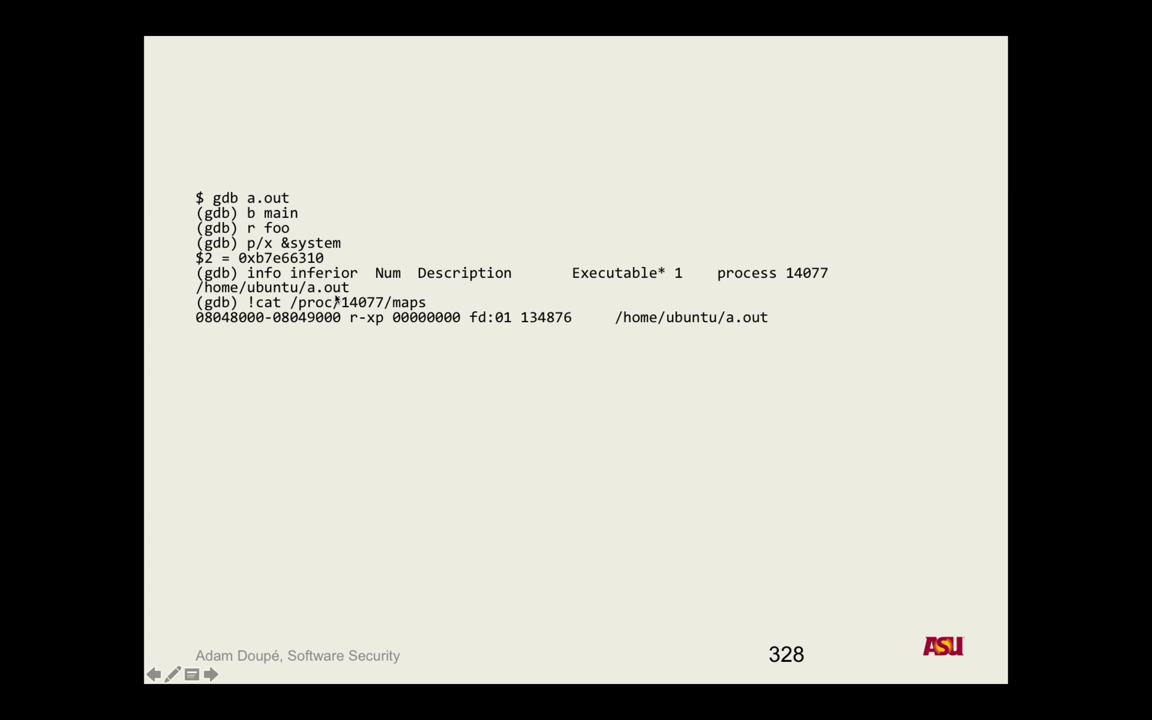 $ gdb a.out
(gdb) b main
(gdb) r foo
(gdb) p/x &system
$2 = 0xb7e66310
(gdb) info inferior  Num  Description       Executable* 1    process 14077
/home/ubuntu/a.out
(gdb) !cat /proc/14077/maps
08048000-08049000 r-xp 00000000 fd:01 134876     /home/ubuntu/a.out
Adam Doupé, Software Security
328
ASU